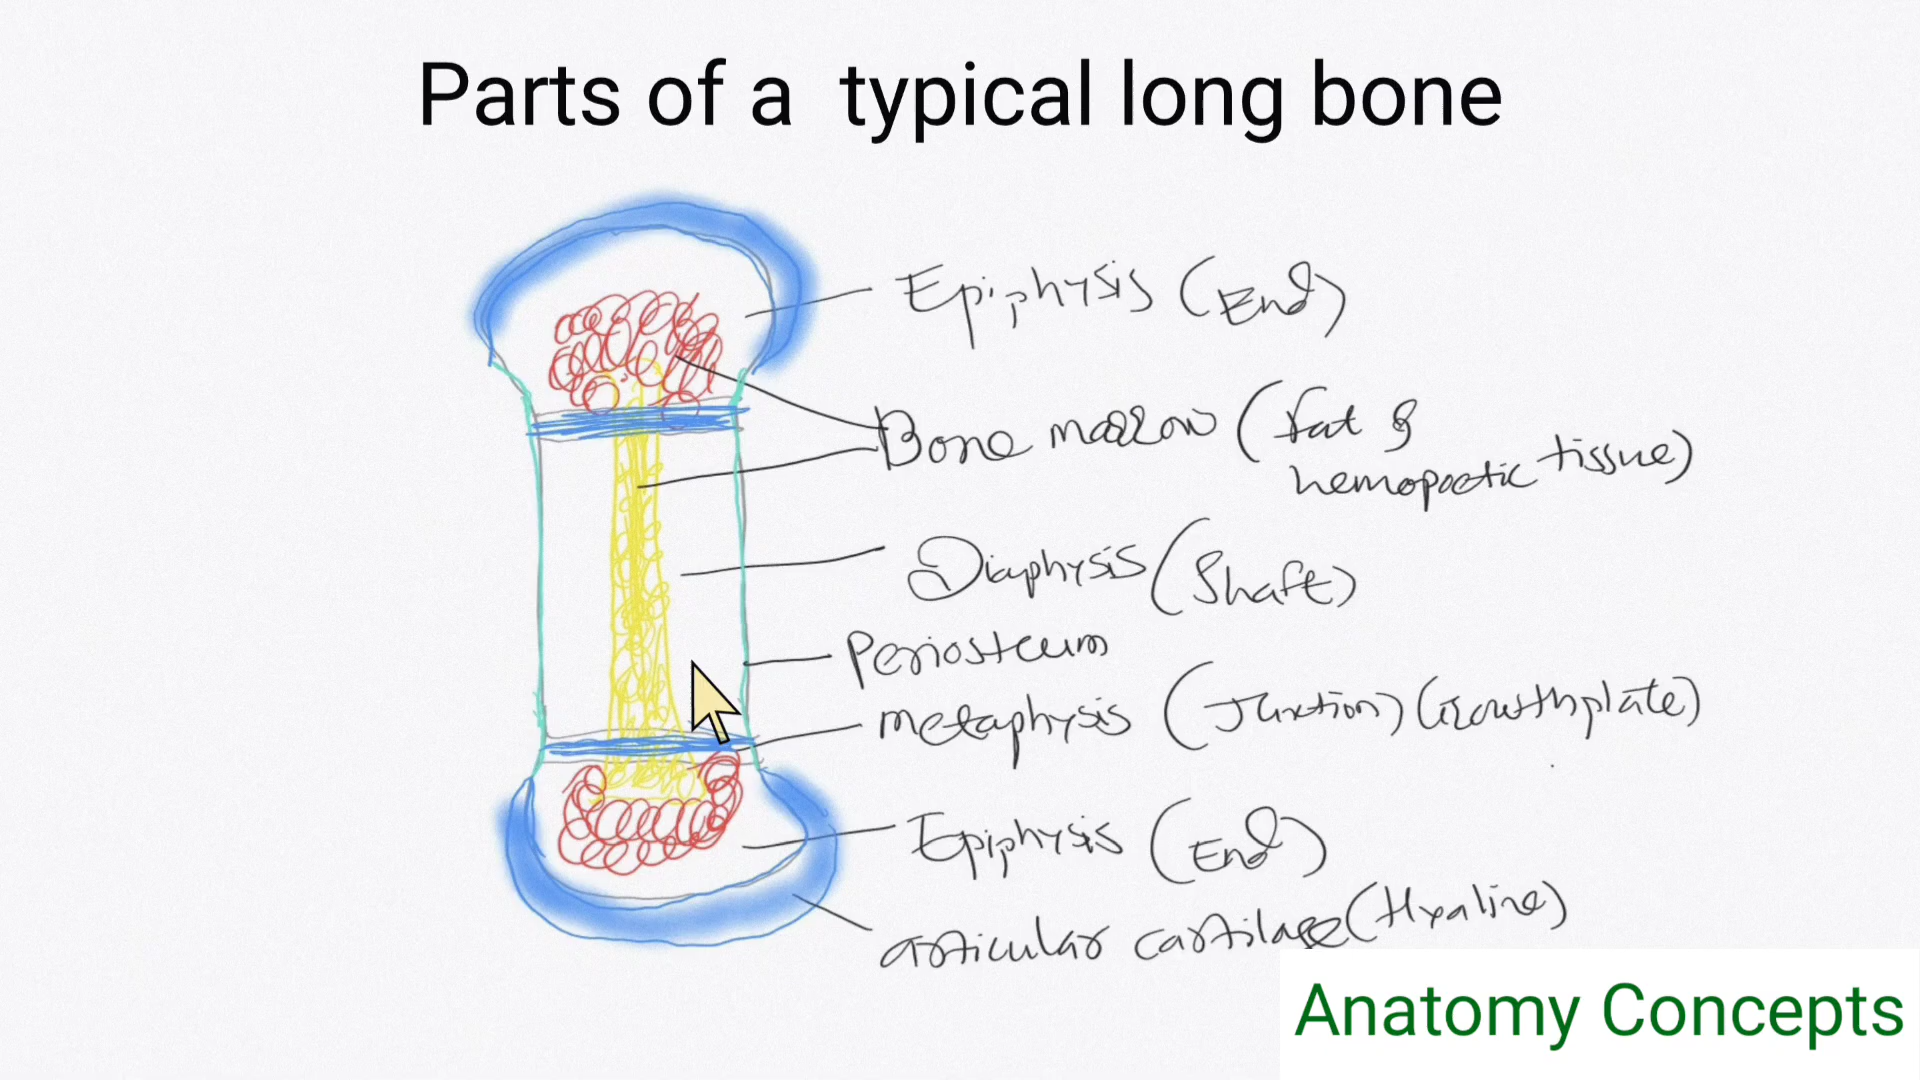 Parts of a typical long bone
Epiphysis (End)
Bone marrow (fat &
hemopoetic tissue)
Diaphysis (Shaft)
Periosteum
metaphysis (Junction) (Growthplate)
Epiphysis (End)
articular cartilage (Hyaline)
Anatomy Concepts